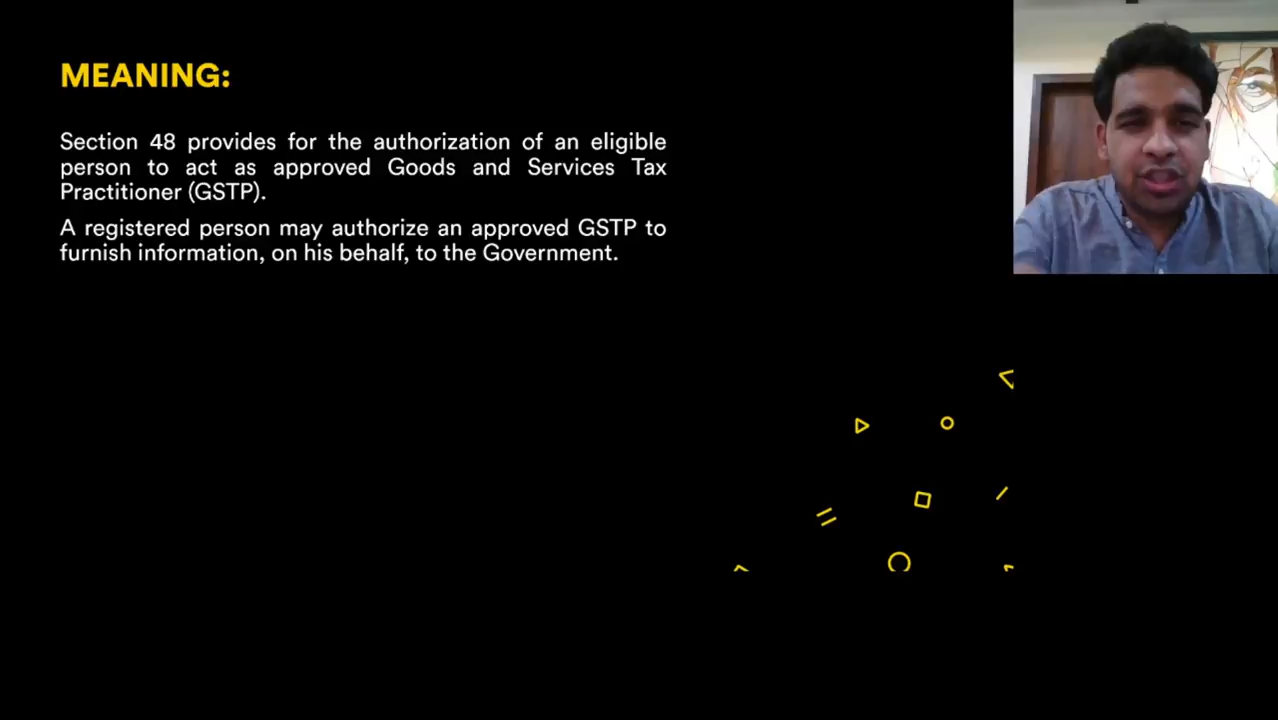 MEANING:
Section 48 provides for the authorization of an eligible
person to act as approved Goods and Services Tax
Practitioner (GSTP).
A registered person may authorize an approved GSTP to
furnish information, on his behalf, to the Government.